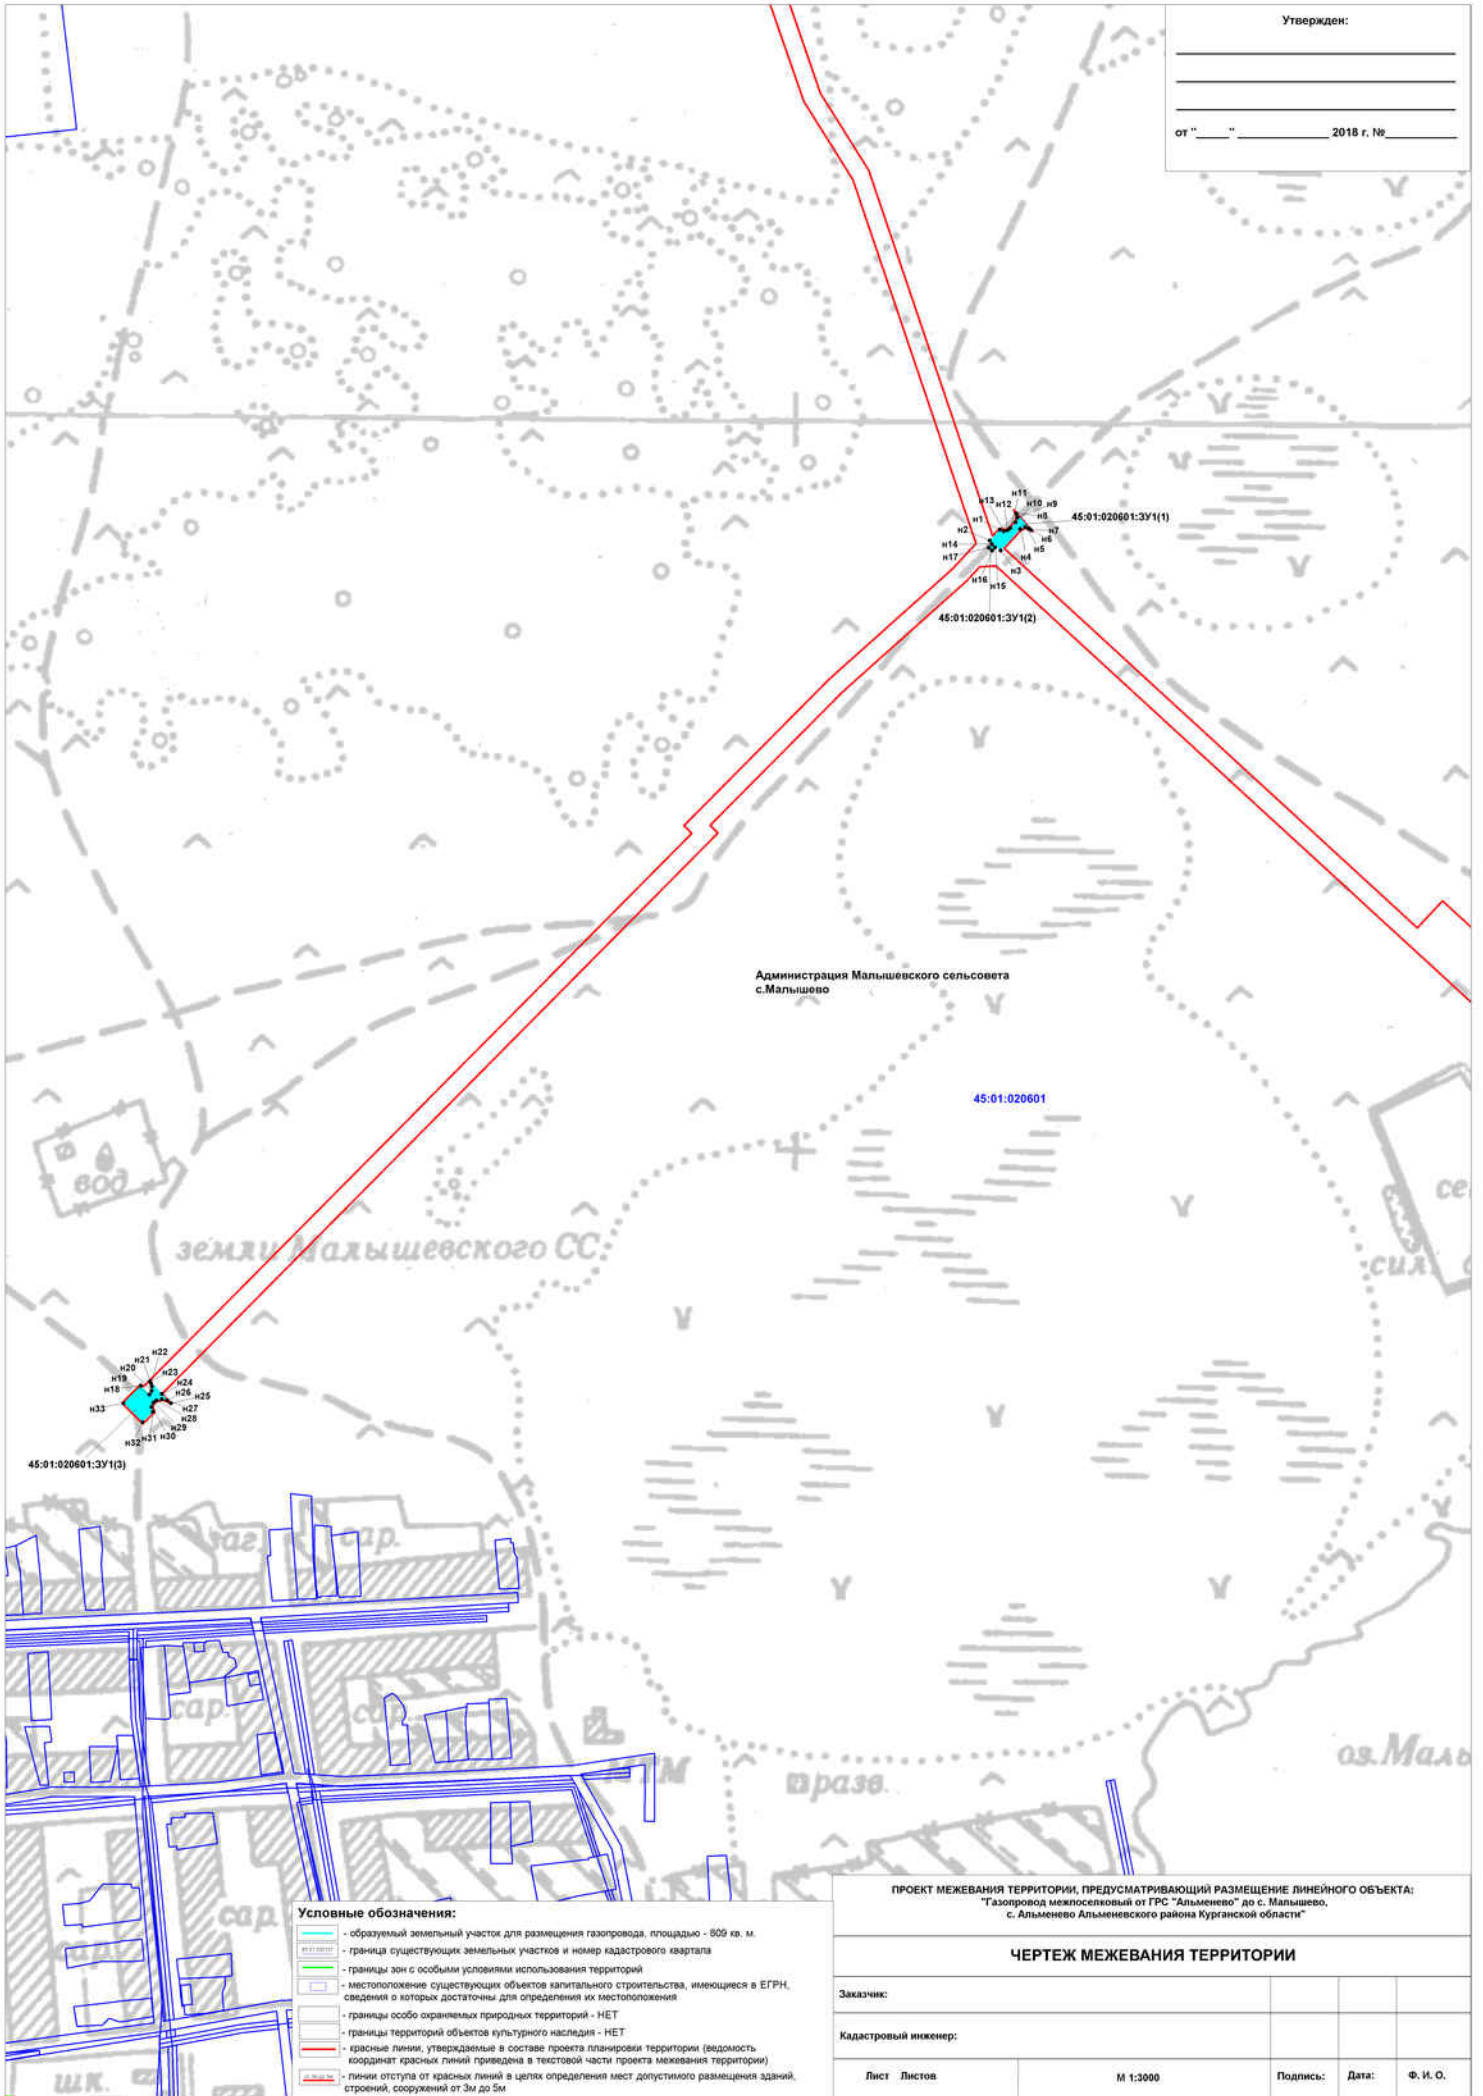 Утвержден:
от "_____" ______________ 2018 г. №___________
н11
н13
н12
н10
н9
н8
45:01:020601:ЗУ1(1)
н1
н2
н7
н6
н14
н5
н17
н4
н3
н16
н15
45:01:020601:ЗУ1(2)
Администрация Малышевского сельсовета
с.Малышево
45:01:020601
вод
земли Малышевского СС
сил.
н22
н21
н20
н23
н19
н24
н18
н26
н25
н33
н27
н28
н29
н32
н31
н30
45:01:020601:ЗУ1(3)
заг.
сар.
сар.
сар.
МТМ
разв.
оз.Малы
сар
сар
шк.
Условные обозначения:
- образуемый земельный участок для размещения газопровода, площадью - 809 кв. м.
- граница существующих земельных участков и номер кадастрового квартала
- границы зон с особыми условиями использования территорий
- местоположение существующих объектов капитального строительства, имеющиеся в ЕГРН,
сведения о которых достаточны для определения их местоположения
- границы особо охраняемых природных территорий - НЕТ
- границы территорий объектов культурного наследия - НЕТ
- красные линии, утверждаемые в составе проекта планировки территории (ведомость
координат красных линий приведена в текстовой части проекта межевания территории)
- линии отступа от красных линий в целях определения мест допустимого размещения зданий,
строений, сооружений от 3м до 5м
ПРОЕКТ МЕЖЕВАНИЯ ТЕРРИТОРИИ, ПРЕДУСМАТРИВАЮЩИЙ РАЗМЕЩЕНИЕ ЛИНЕЙНОГО ОБЪЕКТА:
"Газопровод межпоселковый от ГРС "Альменево" до с. Малышево,
с. Альменево Альменевского района Курганской области"
ЧЕРТЕЖ МЕЖЕВАНИЯ ТЕРРИТОРИИ
Заказчик:
Кадастровый инженер:
Лист Листов М 1:3000 Подпись: Дата: Ф. И. О.